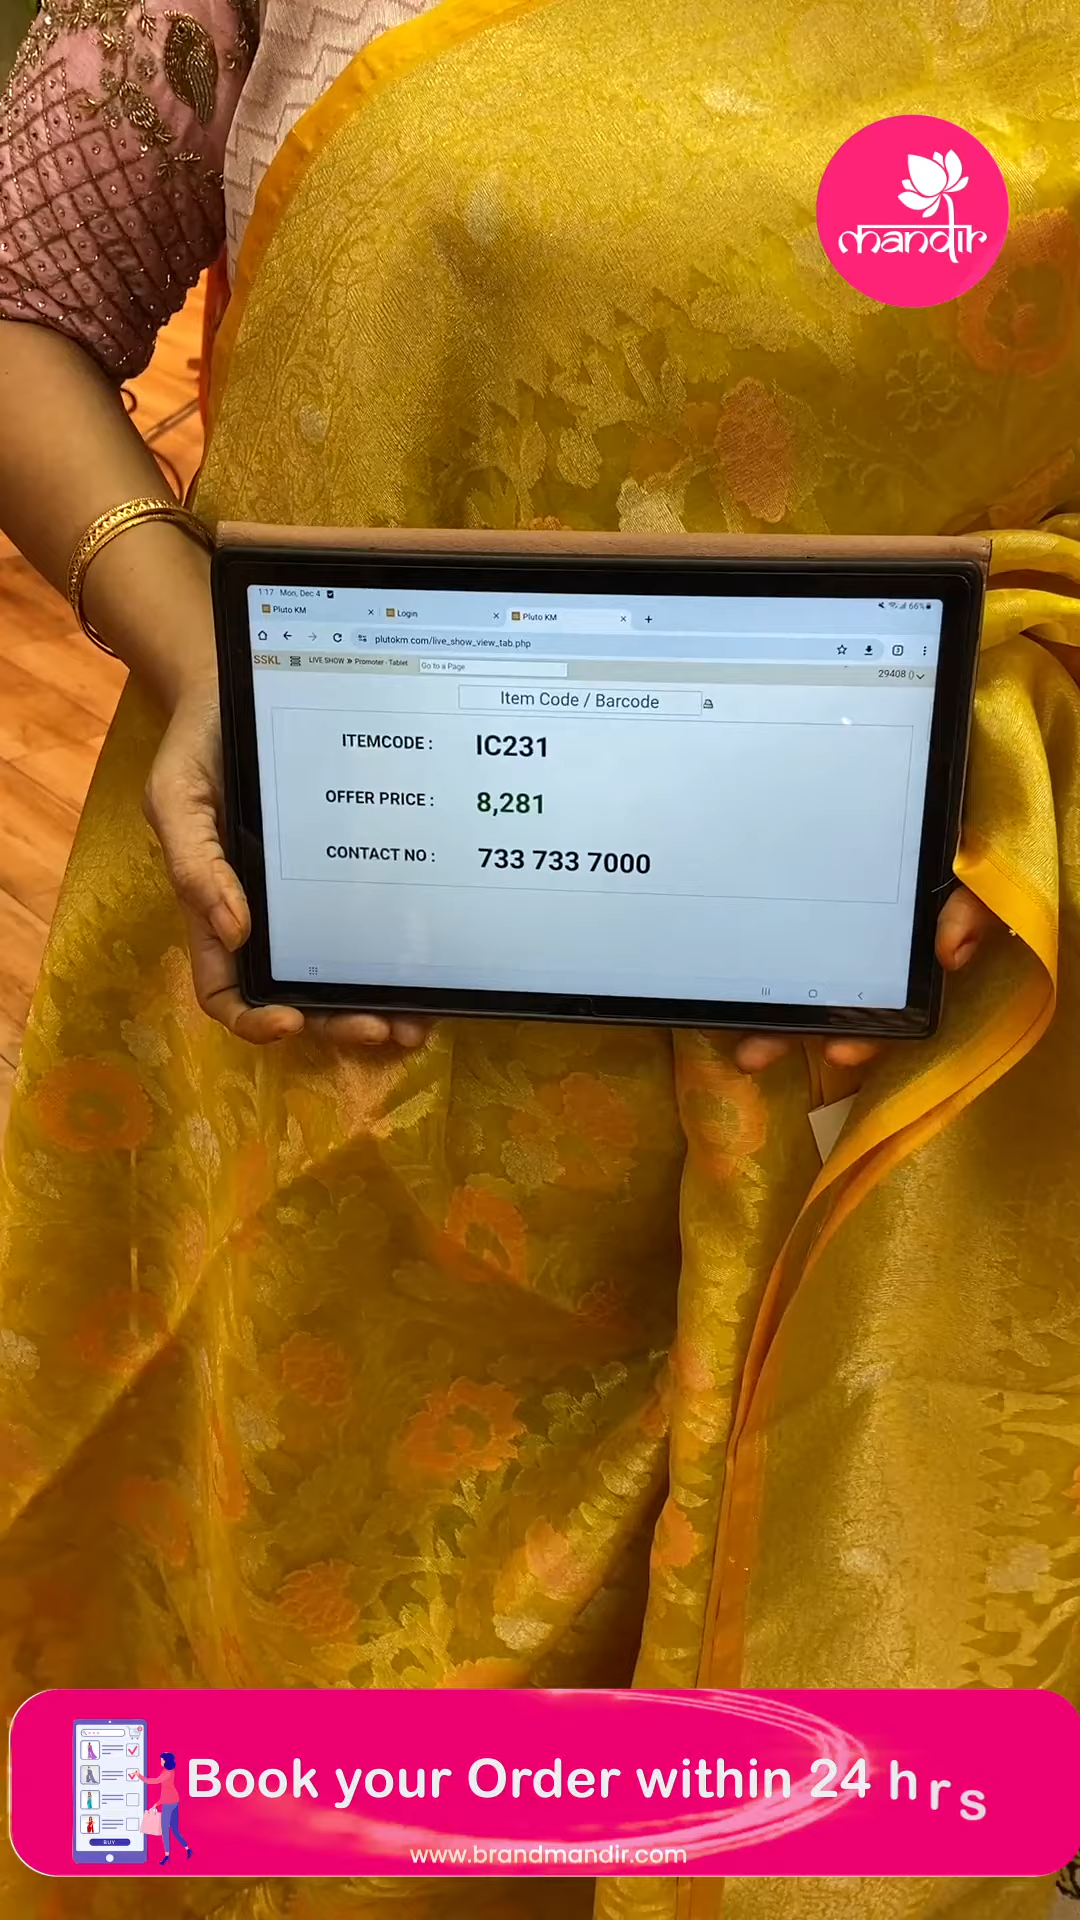 mandir
1:17 Mon, Dec 4
66%
Pluto KM
Login
Pluto KM
plutokm.com/live_show_view_tab.php
SSKL
LIVE SHOW » Promoter - Tablet
Go to a Page
29408 ()
Item Code / Barcode
ITEMCODE : IC231
OFFER PRICE : 8,281
CONTACT NO : 733 733 7000
BUY
Book your Order within 24 hrs
www.brandmandir.com